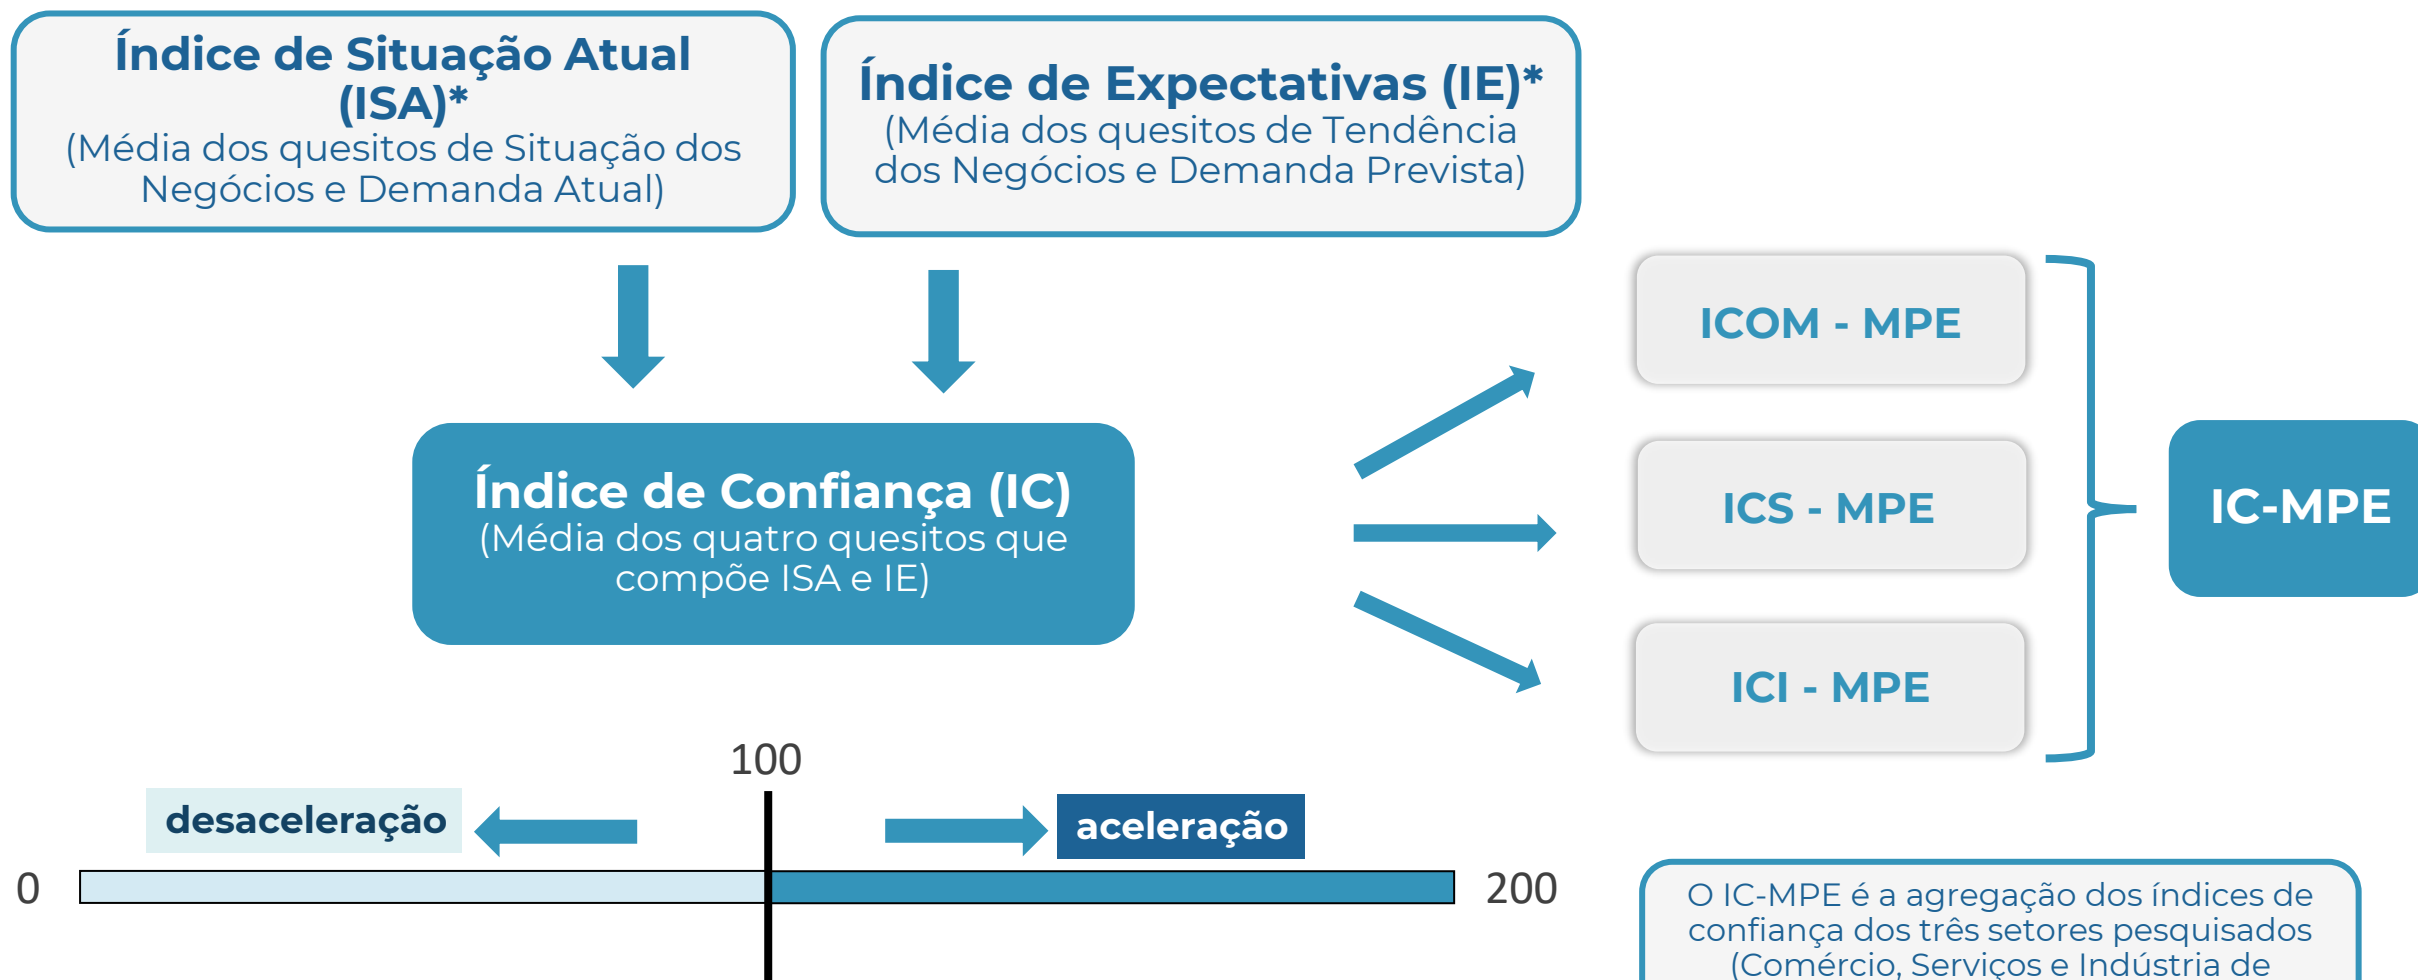 Índice de Situação Atual
(ISA)*
(Média dos quesitos de Situação dos
Negócios e Demanda Atual)
Índice de Expectativas (IE)*
(Média dos quesitos de Tendência
dos Negócios e Demanda Prevista)
Índice de Confiança (IC)
(Média dos quatro quesitos que
compõe ISA e IE)
ICOM - MPE
ICS - MPE
ICI - MPE
IC-MPE
100
desaceleração
aceleração
0
200
O IC-MPE é a agregação dos índices de
confiança dos três setores pesquisados
(Comércio, Serviços e Indústria de